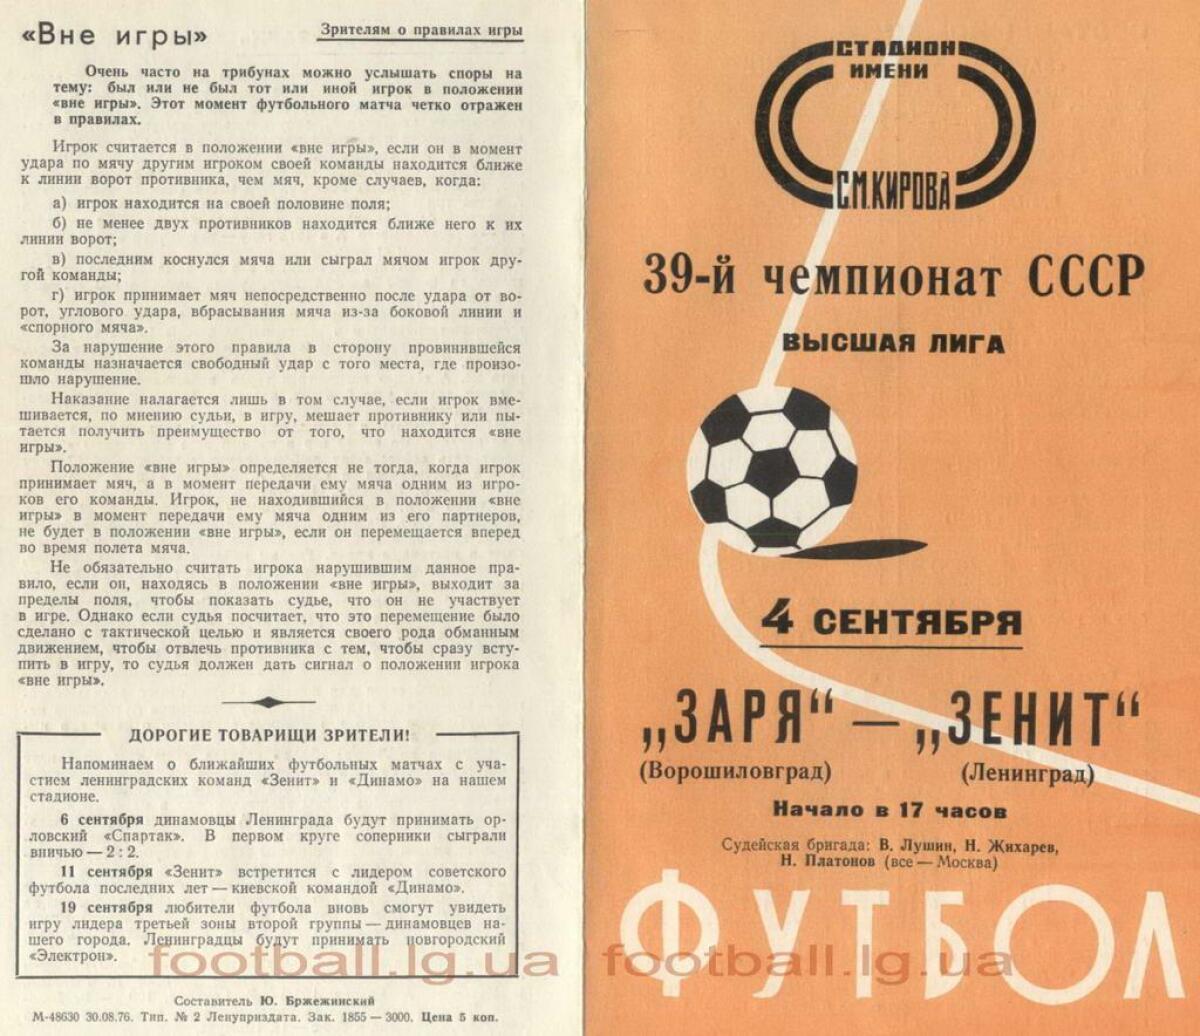 «Вне игры»
Зрителям о правилах игры
Очень часто на трибунах можно услышать споры на
тему: был или не был тот или иной игрок в положении
«вне игры». Этот момент футбольного матча четко отражен
в правилах.
Игрок считается в положении «вне игры», если он в момент
удара по мячу другим игроком своей команды находится ближе
к линии ворот противника, чем мяч, кроме случаев, когда:
а) игрок находится на своей половине поля;
б) не менее двух противников находится ближе него к их
линии ворот;
в) последним коснулся мяча или сыграл мячом игрок дру-
гой команды;
г) игрок принимает мяч непосредственно после удара от во-
рот, углового удара, вбрасывания мяча из-за боковой линии и
«спорного мяча».
За нарушение этого правила в сторону провинившейся
команды назначается свободный удар с того места, где произо-
шло нарушение.
Наказание налагается лишь в том случае, если игрок вме-
шивается, по мнению судьи, в игру, мешает противнику или пы-
тается получить преимущество от того, что находится «вне
игры».
Положение «вне игры» определяется не тогда, когда игрок
принимает мяч, а в момент передачи ему мяча одним из игро-
ков его команды. Игрок, не находившийся в положении «вне
игры» в момент передачи ему мяча одним из его партнеров,
не будет в положении «вне игры», если он перемещается вперед
во время полета мяча.
Не обязательно считать игрока нарушившим данное пра-
вило, если он, находясь в положении «вне игры», выходит за
пределы поля, чтобы показать судье, что он не участвует
в игре. Однако если судья посчитает, что это перемещение было
сделано с тактической целью и является своего рода обманным
движением, чтобы отвлечь противника с тем, чтобы сразу всту-
пить в игру, то судья должен дать сигнал о положении игрока
«вне игры».
ДОРОГИЕ ТОВАРИЩИ ЗРИТЕЛИ!
Напоминаем о ближайших футбольных матчах с уча-
стием ленинградских команд «Зенит» и «Динамо» на нашем
стадионе.
6 сентября динамовцы Ленинграда будут принимать ор-
ловский «Спартак». В первом круге соперники сыграли
вничью — 2 : 2.
11 сентября «Зенит» встретится с лидером советского
футбола последних лет — киевской командой «Динамо».
19 сентября любители футбола вновь смогут увидеть
игру лидера третьей зоны второй группы — динамовцев на-
шего города. Ленинградцы будут принимать новгородский
«Электрон».
Составитель Ю. Бржежинский
М-48630 30.08.76. Тип. № 2 Ленуприздата. Зак. 1855 — 3000. Цена 5 коп.
СТАДИОН
ИМЕНИ
С.М.КИРОВА
39-й чемпионат СССР
ВЫСШАЯ ЛИГА
4 СЕНТЯБРЯ
„ЗАРЯ“ — „ЗЕНИТ“
(Ворошиловград) (Ленинград)
Начало в 17 часов
Судейская бригада: В. Лушин, Н. Жихарев,
Н. Платонов (все — Москва)
ФУТБОЛ
football.lg.ua football.lg.ua